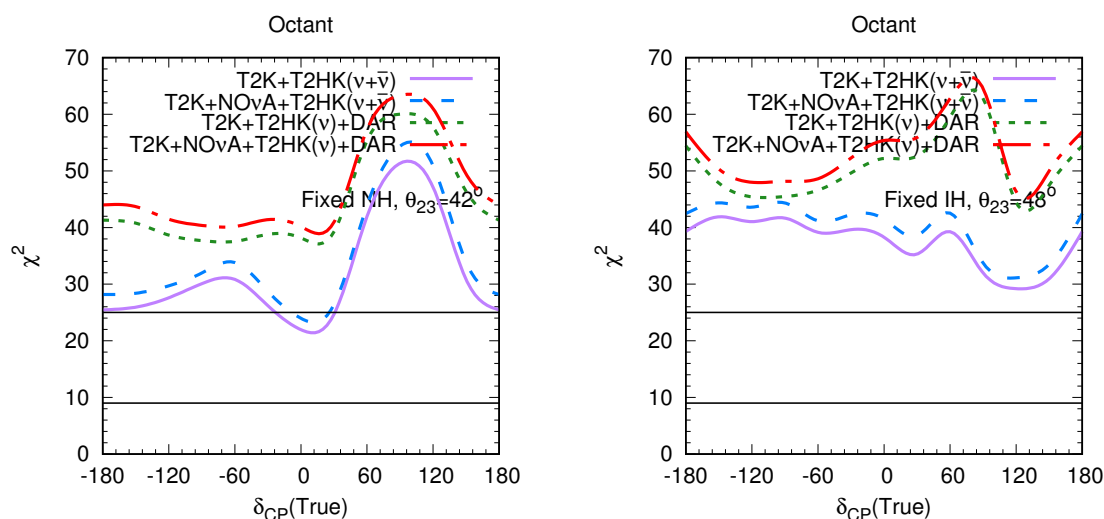 Octant
χ²
70
60
50
40
30
20
10
0
T2K+T2HK(ν+ν̅)
T2K+NOνA+T2HK(ν+ν̅)
T2K+T2HK(ν)+DAR
T2K+NOνA+T2HK(ν)+DAR
Fixed NH, θ₂₃=42°
-180 -120 -60 0 60 120 180
δ_CP(True)
Octant
χ²
70
60
50
40
30
20
10
0
T2K+T2HK(ν+ν̅)
T2K+NOνA+T2HK(ν+ν̅)
T2K+T2HK(ν)+DAR
T2K+NOνA+T2HK(ν)+DAR
Fixed IH, θ₂₃=48°
-180 -120 -60 0 60 120 180
δ_CP(True)